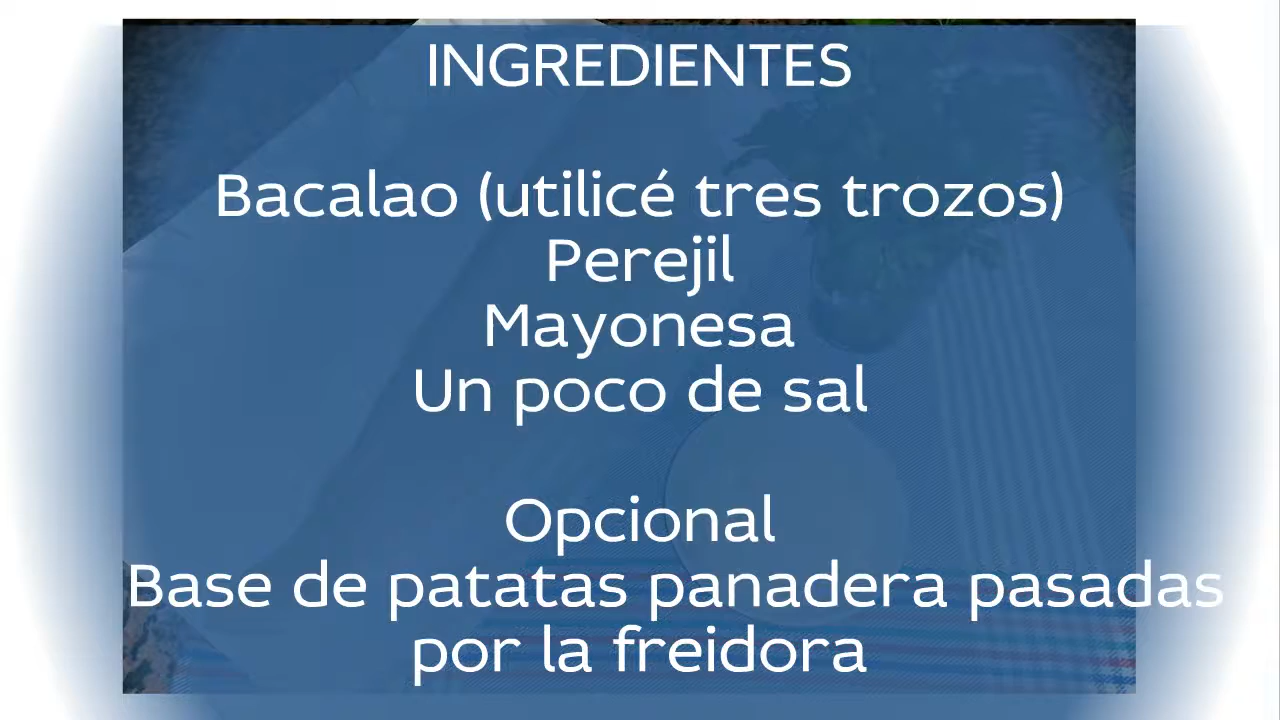 INGREDIENTES
Bacalao (utilicé tres trozos)
Perejil
Mayonesa
Un poco de sal
Opcional
Base de patatas panadera pasadas
por la freidora